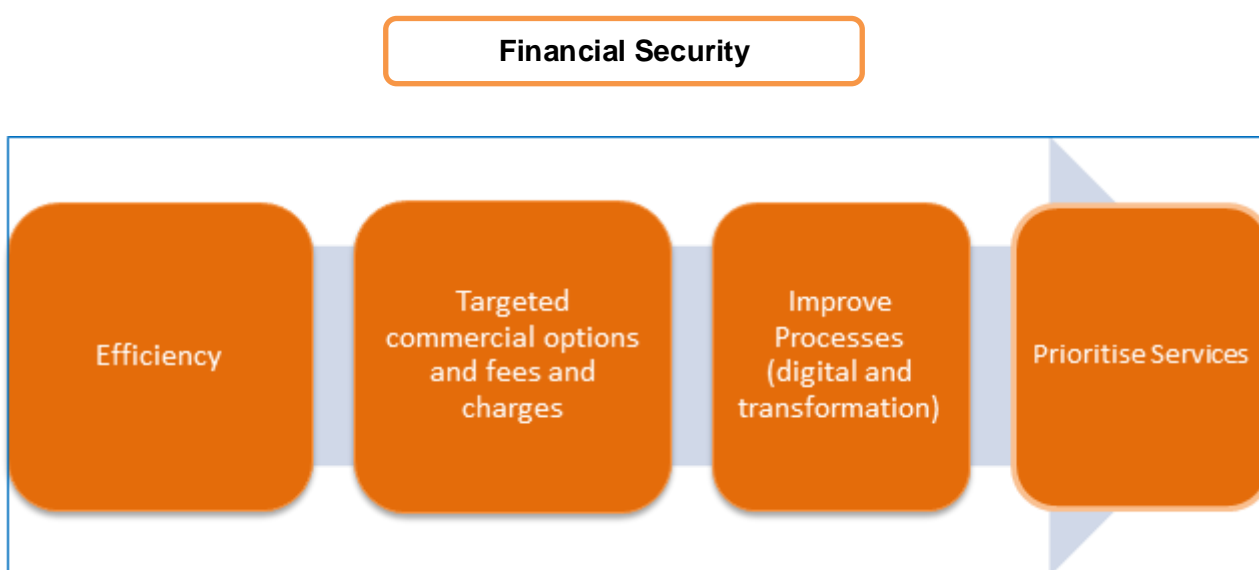 Financial Security
Efficiency
Targeted
commercial options
and fees and
charges
Improve
Processes
(digital and
transformation)
Prioritise Services